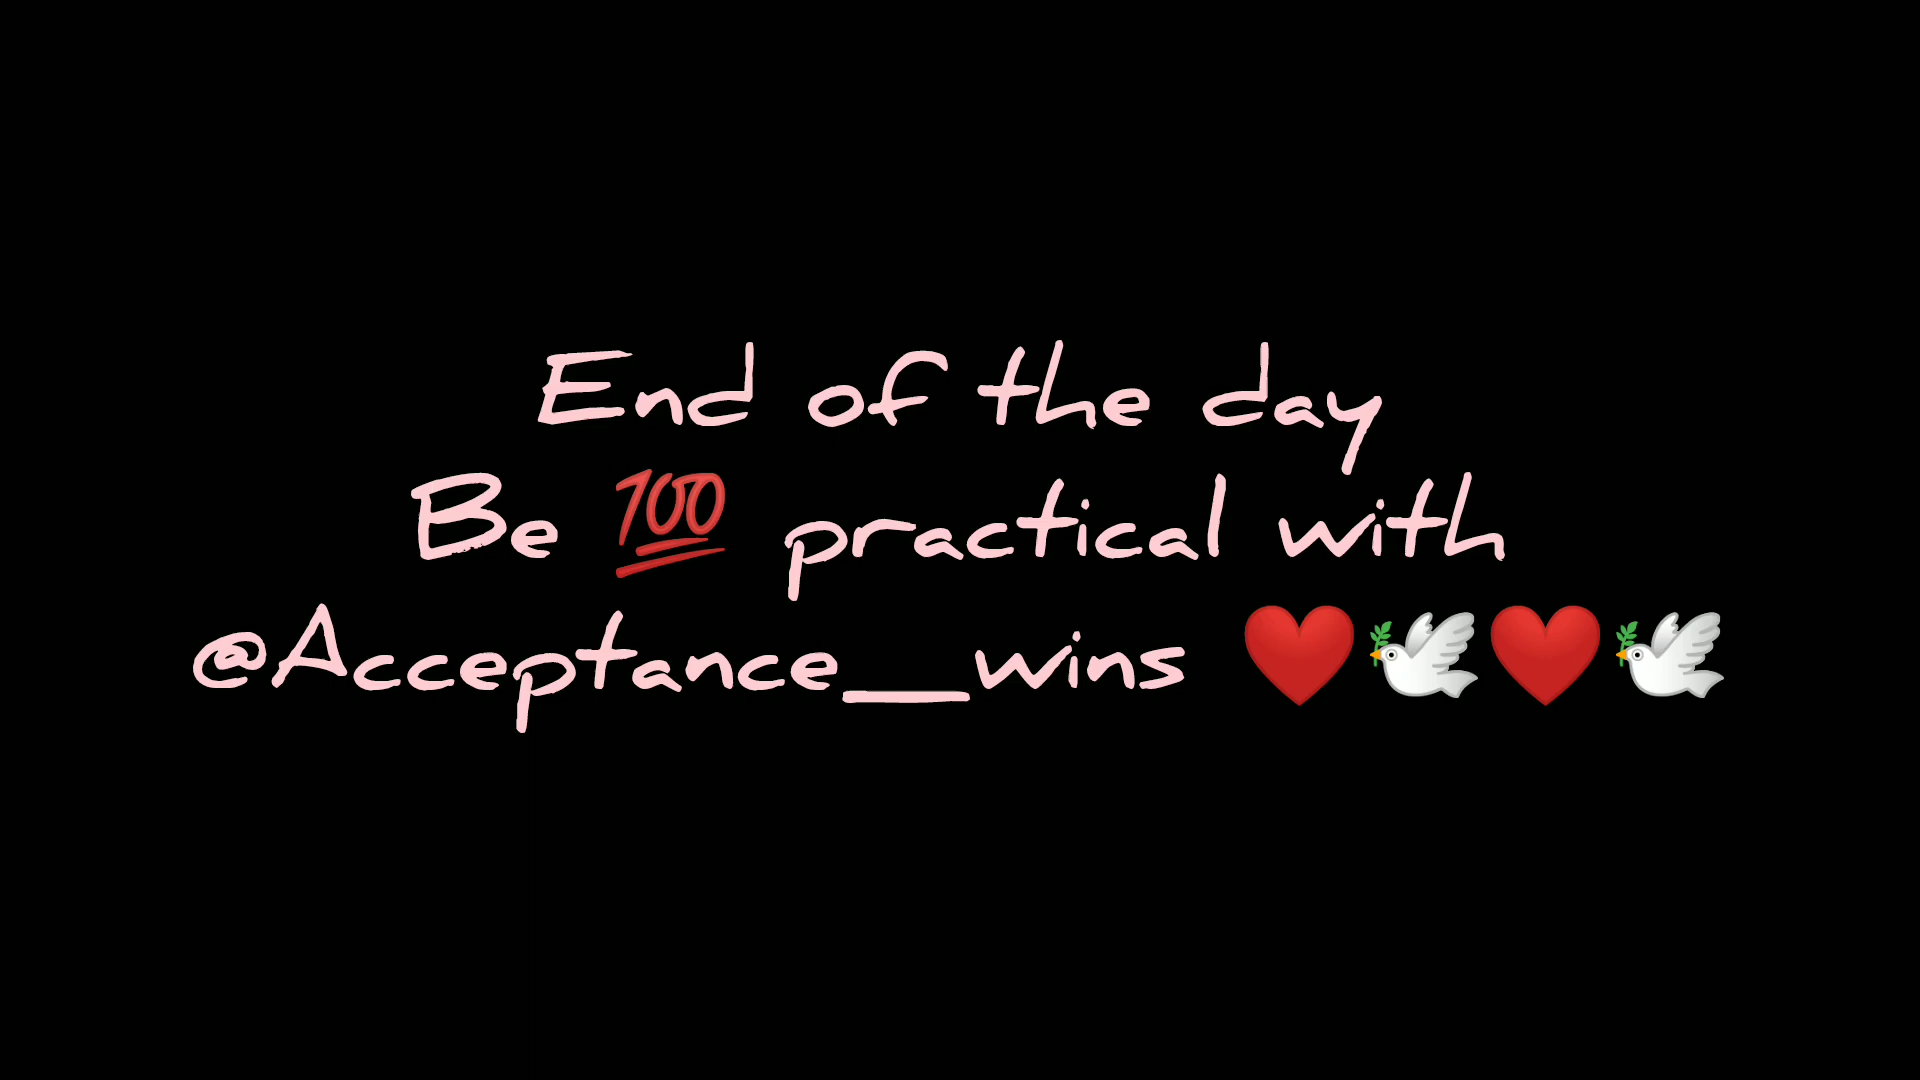 End of the day
Be 💯 practical with
@Acceptance__wins ❤️🕊️❤️🕊️